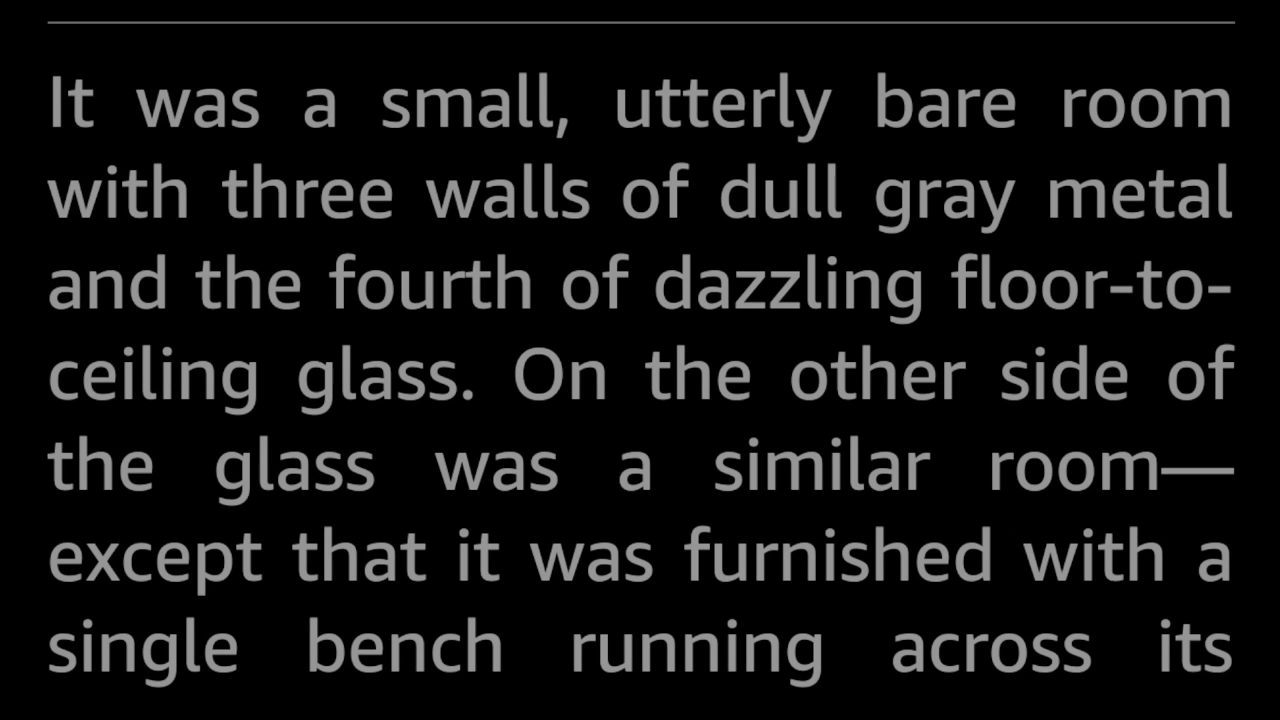 It was a small, utterly bare room
with three walls of dull gray metal
and the fourth of dazzling floor-to-
ceiling glass. On the other side of
the glass was a similar room—
except that it was furnished with a
single bench running across its